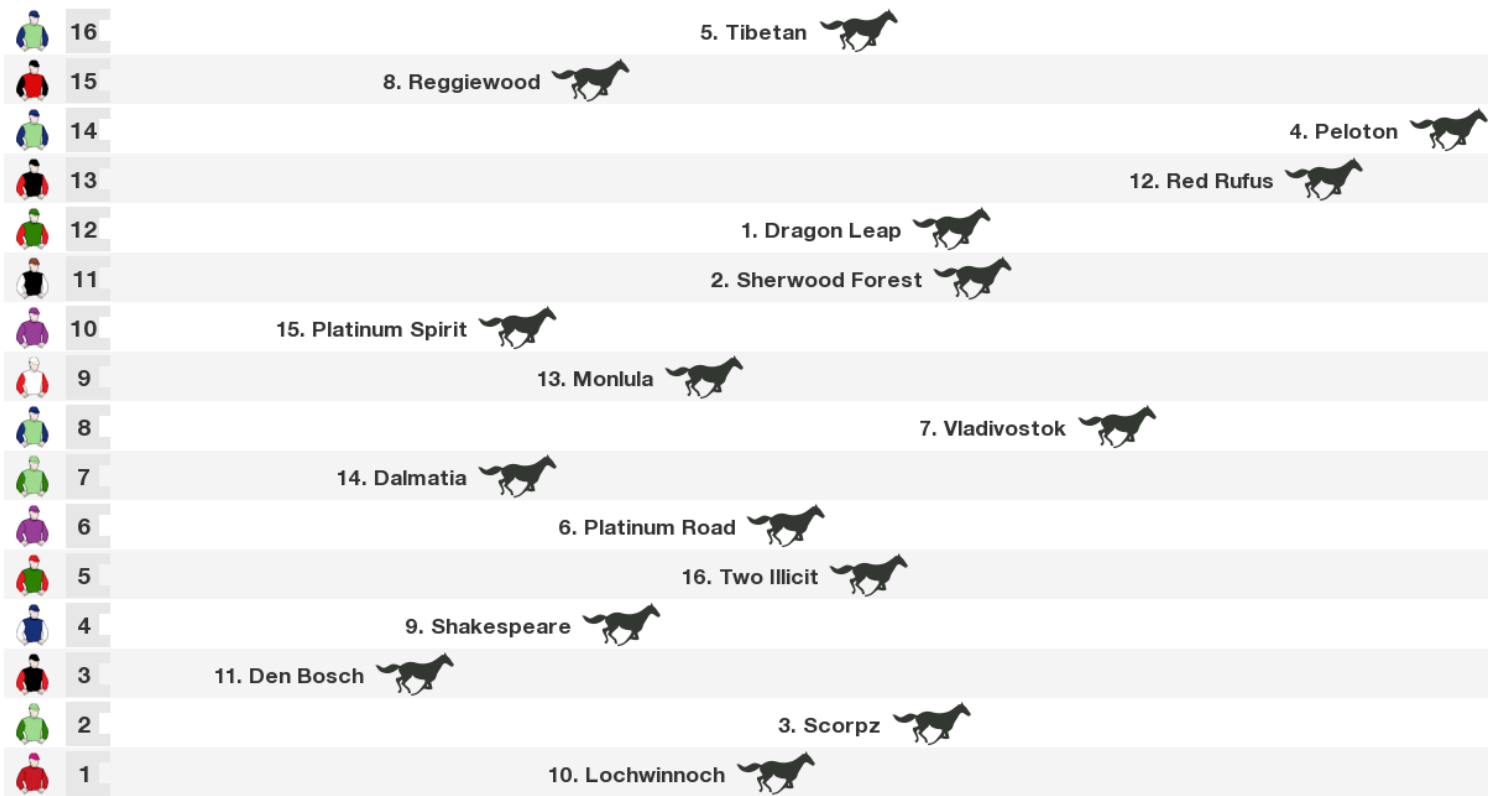 16 5. Tibetan
15 8. Reggiewood
14 4. Peloton
13 12. Red Rufus
12 1. Dragon Leap
11 2. Sherwood Forest
10 15. Platinum Spirit
9 13. Monlula
8 7. Vladivostok
7 14. Dalmatia
6 6. Platinum Road
5 16. Two Illicit
4 9. Shakespeare
3 11. Den Bosch
2 3. Scorpz
1 10. Lochwinnoch